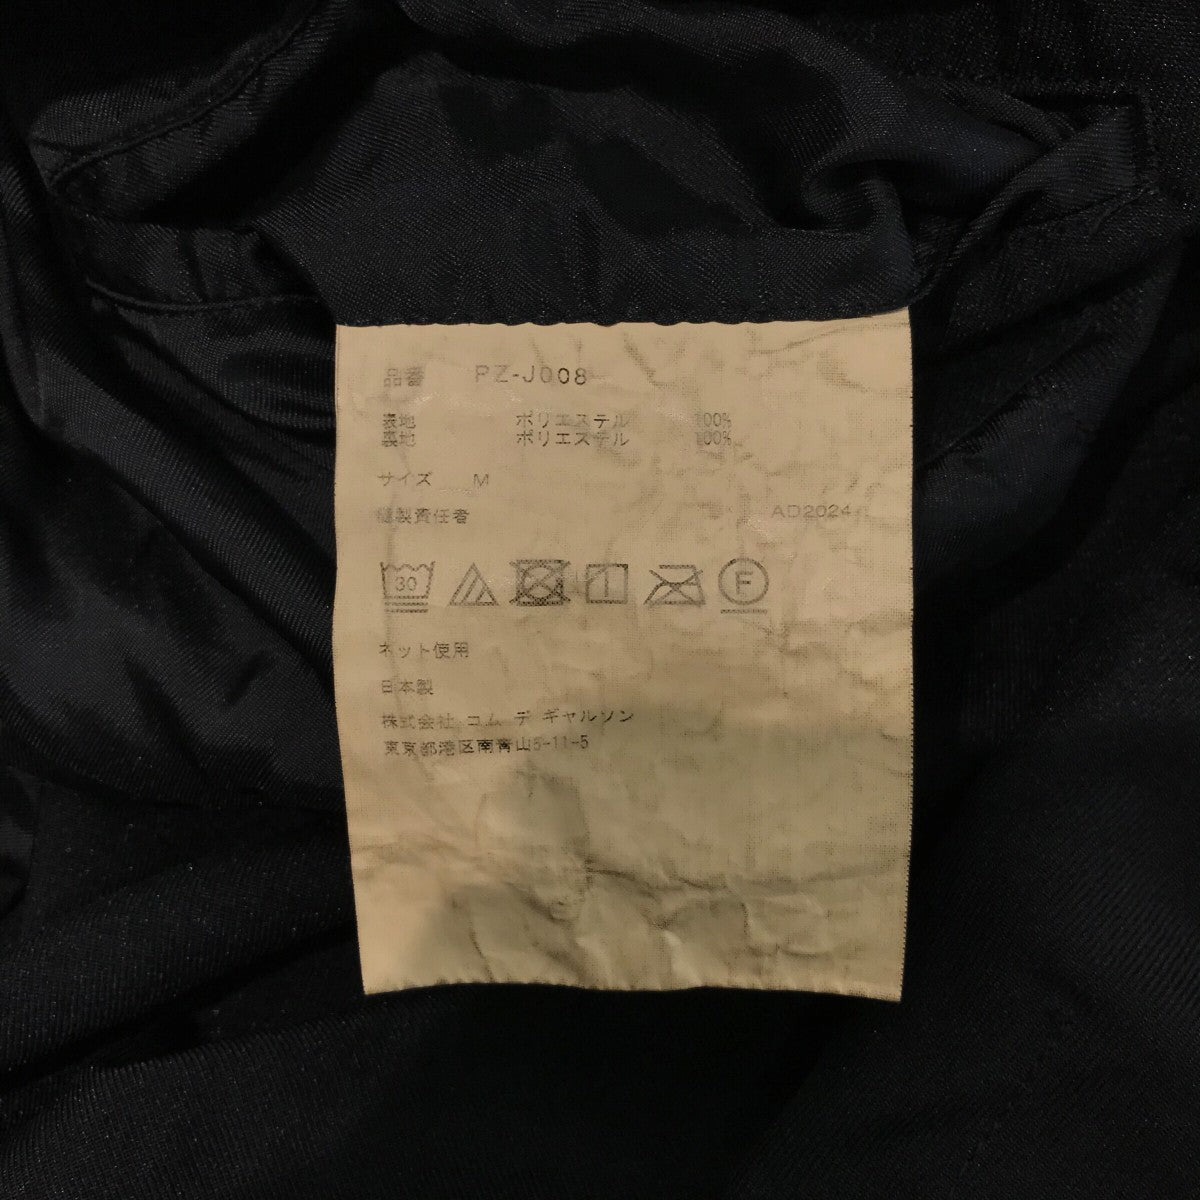 品番 PZ-J008
表地 ポリエステル 100%
裏地 ポリエステル 100%
サイズ M
縫製責任者 AD2024
30 F
ネット使用
日本製
株式会社 コム デ ギャルソン
東京都港区南青山5-11-5